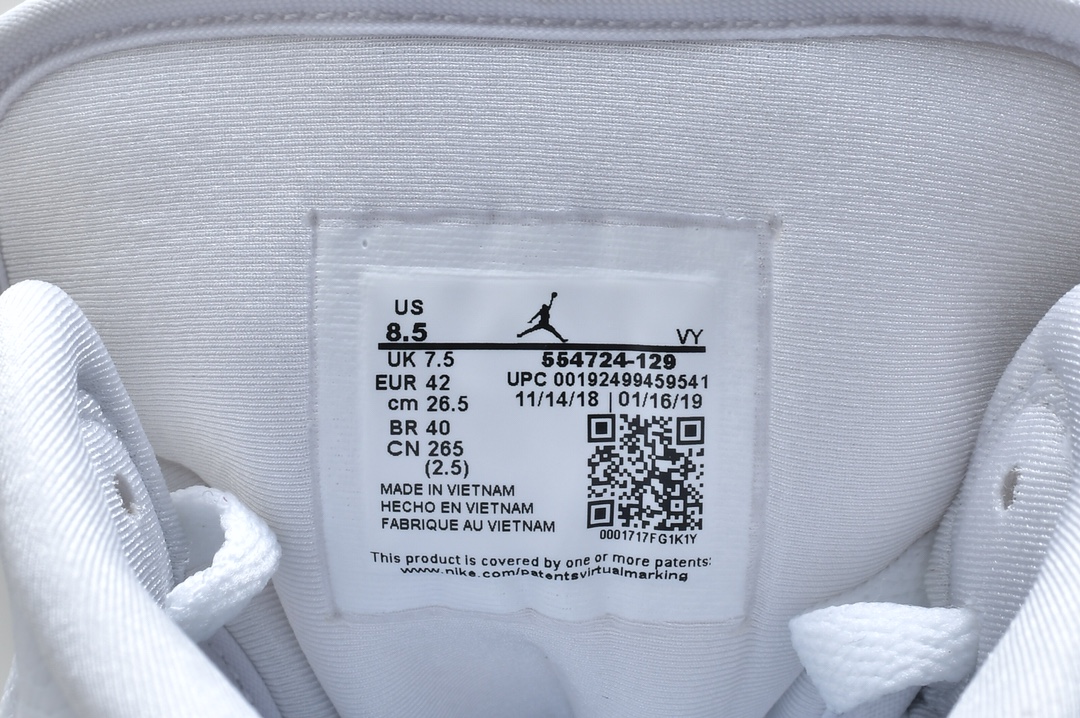 US
8.5
VY
UK 7.5
554724-129
EUR 42
UPC 00192499459541
cm 26.5
11/14/18 | 01/16/19
BR 40
CN 265
(2.5)
MADE IN VIETNAM
HECHO EN VIETNAM
FABRIQUE AU VIETNAM
0001717FG1K1Y
This product is covered by one or more patents:
www.nike.com/patentsvirtualmarking